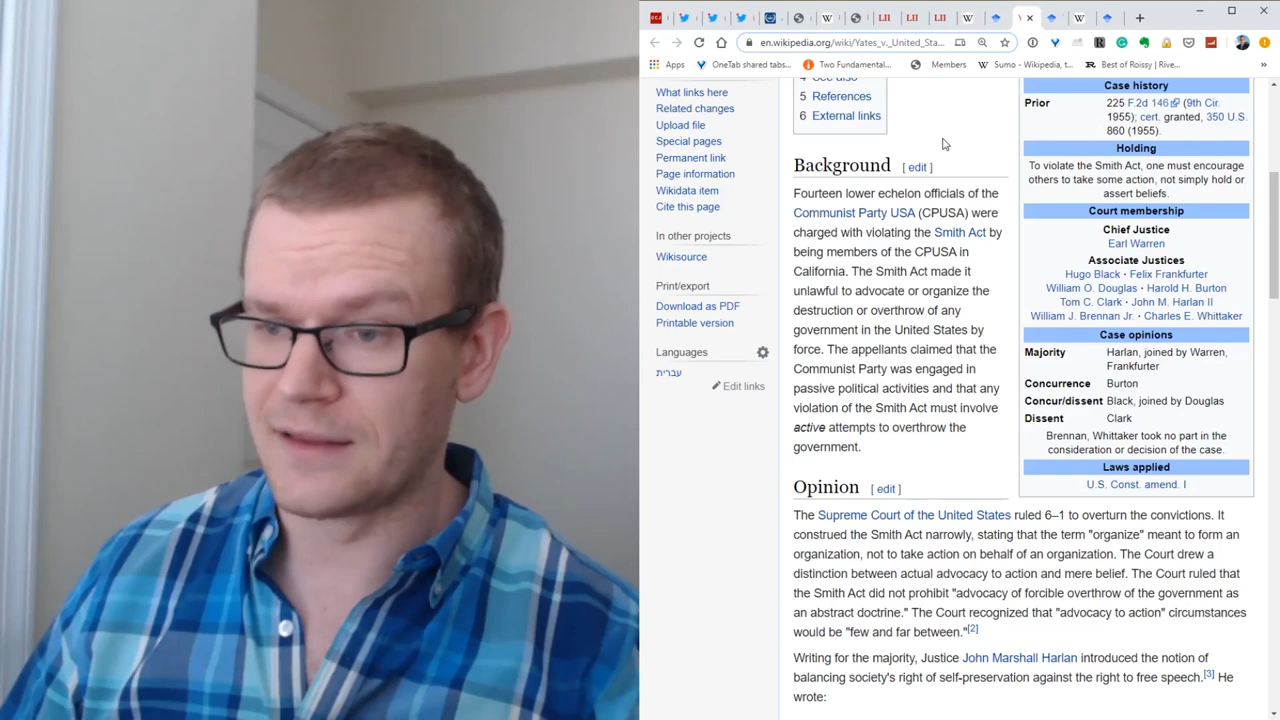 en.wikipedia.org/wiki/Yates_v._United_Sta...
Apps
OneTab shared tabs...
Two Fundamental...
Members
Sumo - Wikipedia, t...
Best of Roissy | Rive...
»
What links here
Related changes
Upload file
Special pages
Permanent link
Page information
Wikidata item
Cite this page
In other projects
Wikisource
Print/export
Download as PDF
Printable version
Languages
עברית
Edit links
4 See also
5 References
6 External links
Background [ edit ]
Fourteen lower echelon officials of the
Communist Party USA (CPUSA) were
charged with violating the Smith Act by
being members of the CPUSA in
California. The Smith Act made it
unlawful to advocate or organize the
destruction or overthrow of any
government in the United States by
force. The appellants claimed that the
Communist Party was engaged in
passive political activities and that any
violation of the Smith Act must involve
active attempts to overthrow the
government.
Case history
Prior 225 F.2d 146 (9th Cir.
1955); cert. granted, 350 U.S.
860 (1955).
Holding
To violate the Smith Act, one must encourage
others to take some action, not simply hold or
assert beliefs.
Court membership
Chief Justice
Earl Warren
Associate Justices
Hugo Black · Felix Frankfurter
William O. Douglas · Harold H. Burton
Tom C. Clark · John M. Harlan II
William J. Brennan Jr. · Charles E. Whittaker
Case opinions
Majority Harlan, joined by Warren,
Frankfurter
Concurrence Burton
Concur/dissent Black, joined by Douglas
Dissent Clark
Brennan, Whittaker took no part in the
consideration or decision of the case.
Laws applied
U.S. Const. amend. I
Opinion [ edit ]
The Supreme Court of the United States ruled 6–1 to overturn the convictions. It
construed the Smith Act narrowly, stating that the term "organize" meant to form an
organization, not to take action on behalf of an organization. The Court drew a
distinction between actual advocacy to action and mere belief. The Court ruled that
the Smith Act did not prohibit "advocacy of forcible overthrow of the government as
an abstract doctrine." The Court recognized that "advocacy to action" circumstances
would be "few and far between."[2]
Writing for the majority, Justice John Marshall Harlan introduced the notion of
balancing society's right of self-preservation against the right to free speech.[3] He
wrote: